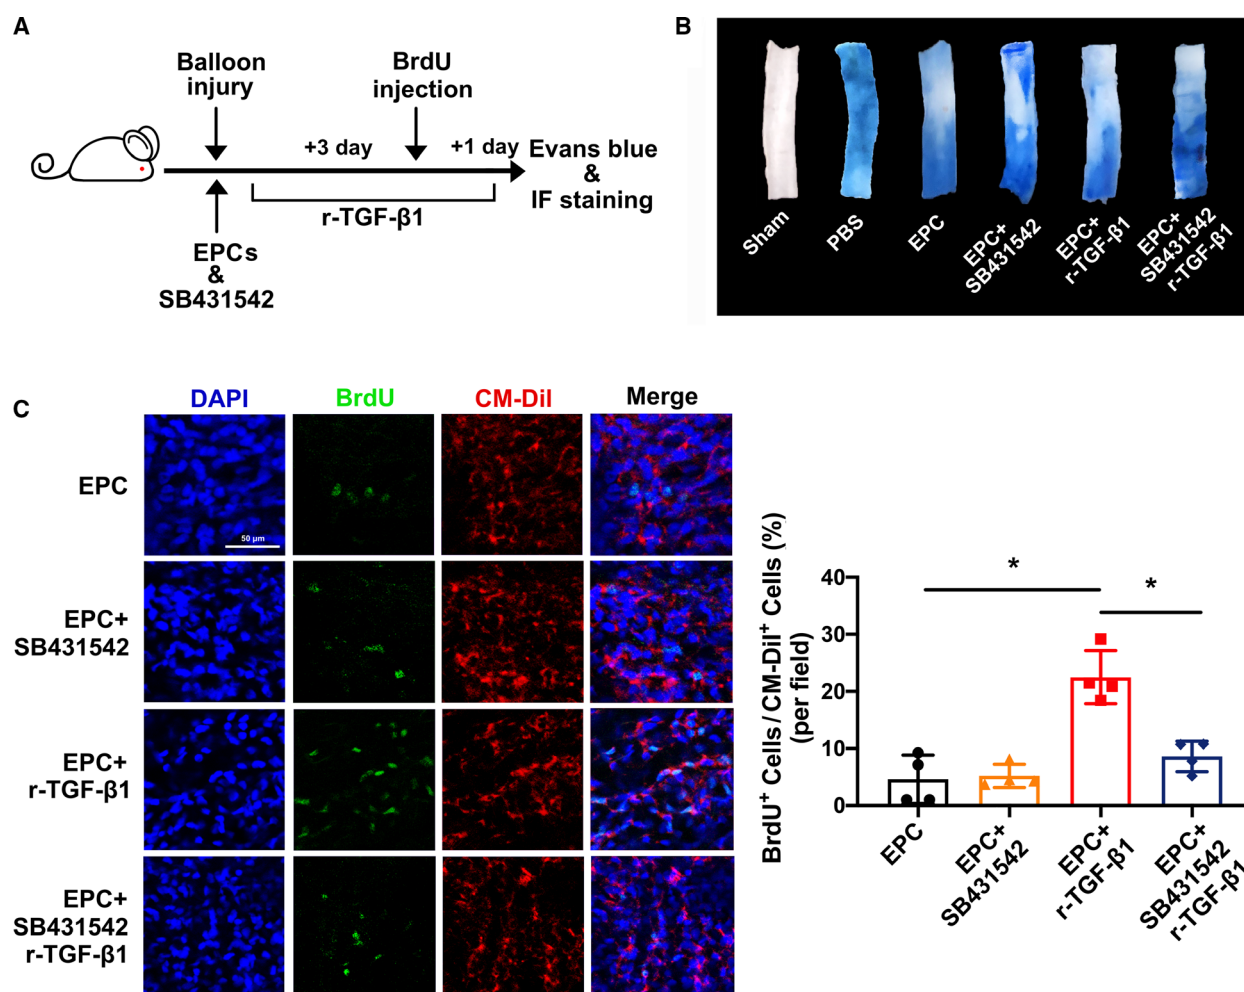 A
Balloon
injury
BrdU
injection
+3 day
+1 day
Evans blue
&
IF staining
r-TGF-β1
EPCs
&
SB431542
B
Sham
PBS
EPC
EPC+
SB431542
EPC+
r-TGF-β1
EPC+
SB431542
r-TGF-β1
C
DAPI
BrdU
CM-Dil
Merge
EPC
50 μm
EPC+
SB431542
EPC+
r-TGF-β1
EPC+
SB431542
r-TGF-β1
BrdU⁺ Cells / CM-Dil⁺ Cells (%)
(per field)
40
30
20
10
0
*
*
EPC
EPC+
SB431542
EPC+
r-TGF-β1
EPC+
SB431542
r-TGF-β1